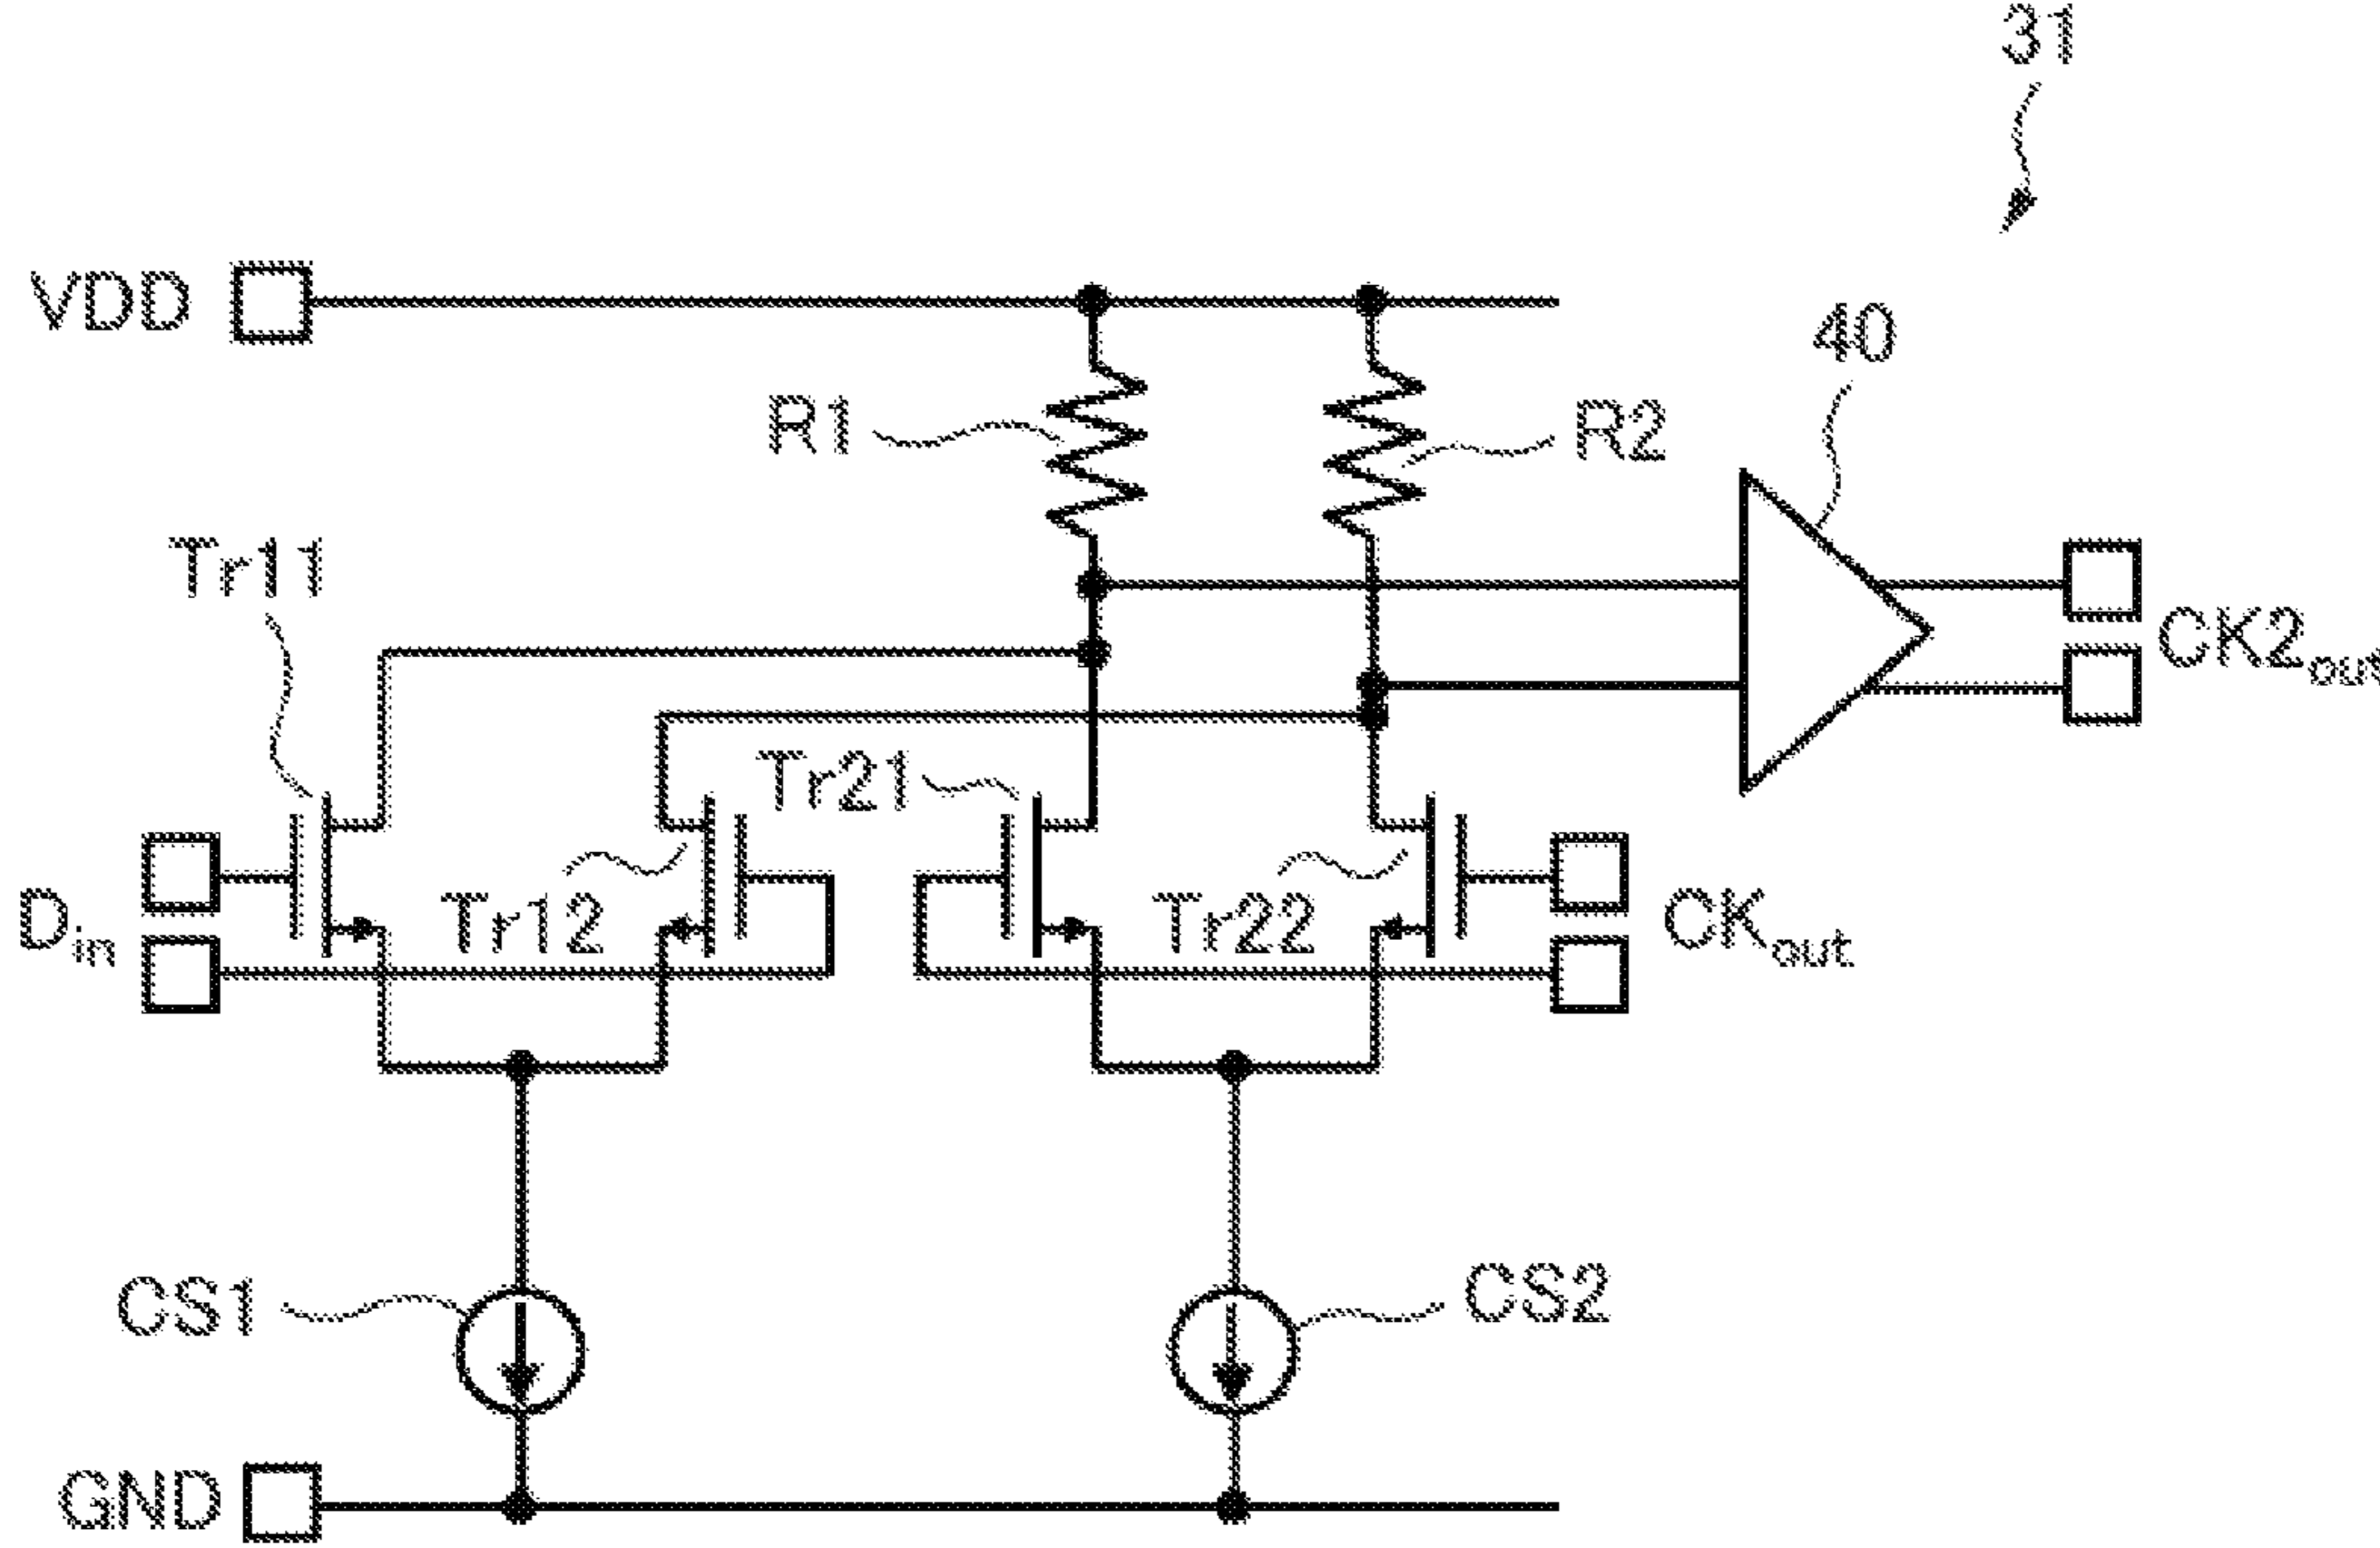 31
VDD
40
R1
R2
Tr11
CK2out
Tr21
Din
Tr12
Tr22
CKout
CS1
CS2
GND